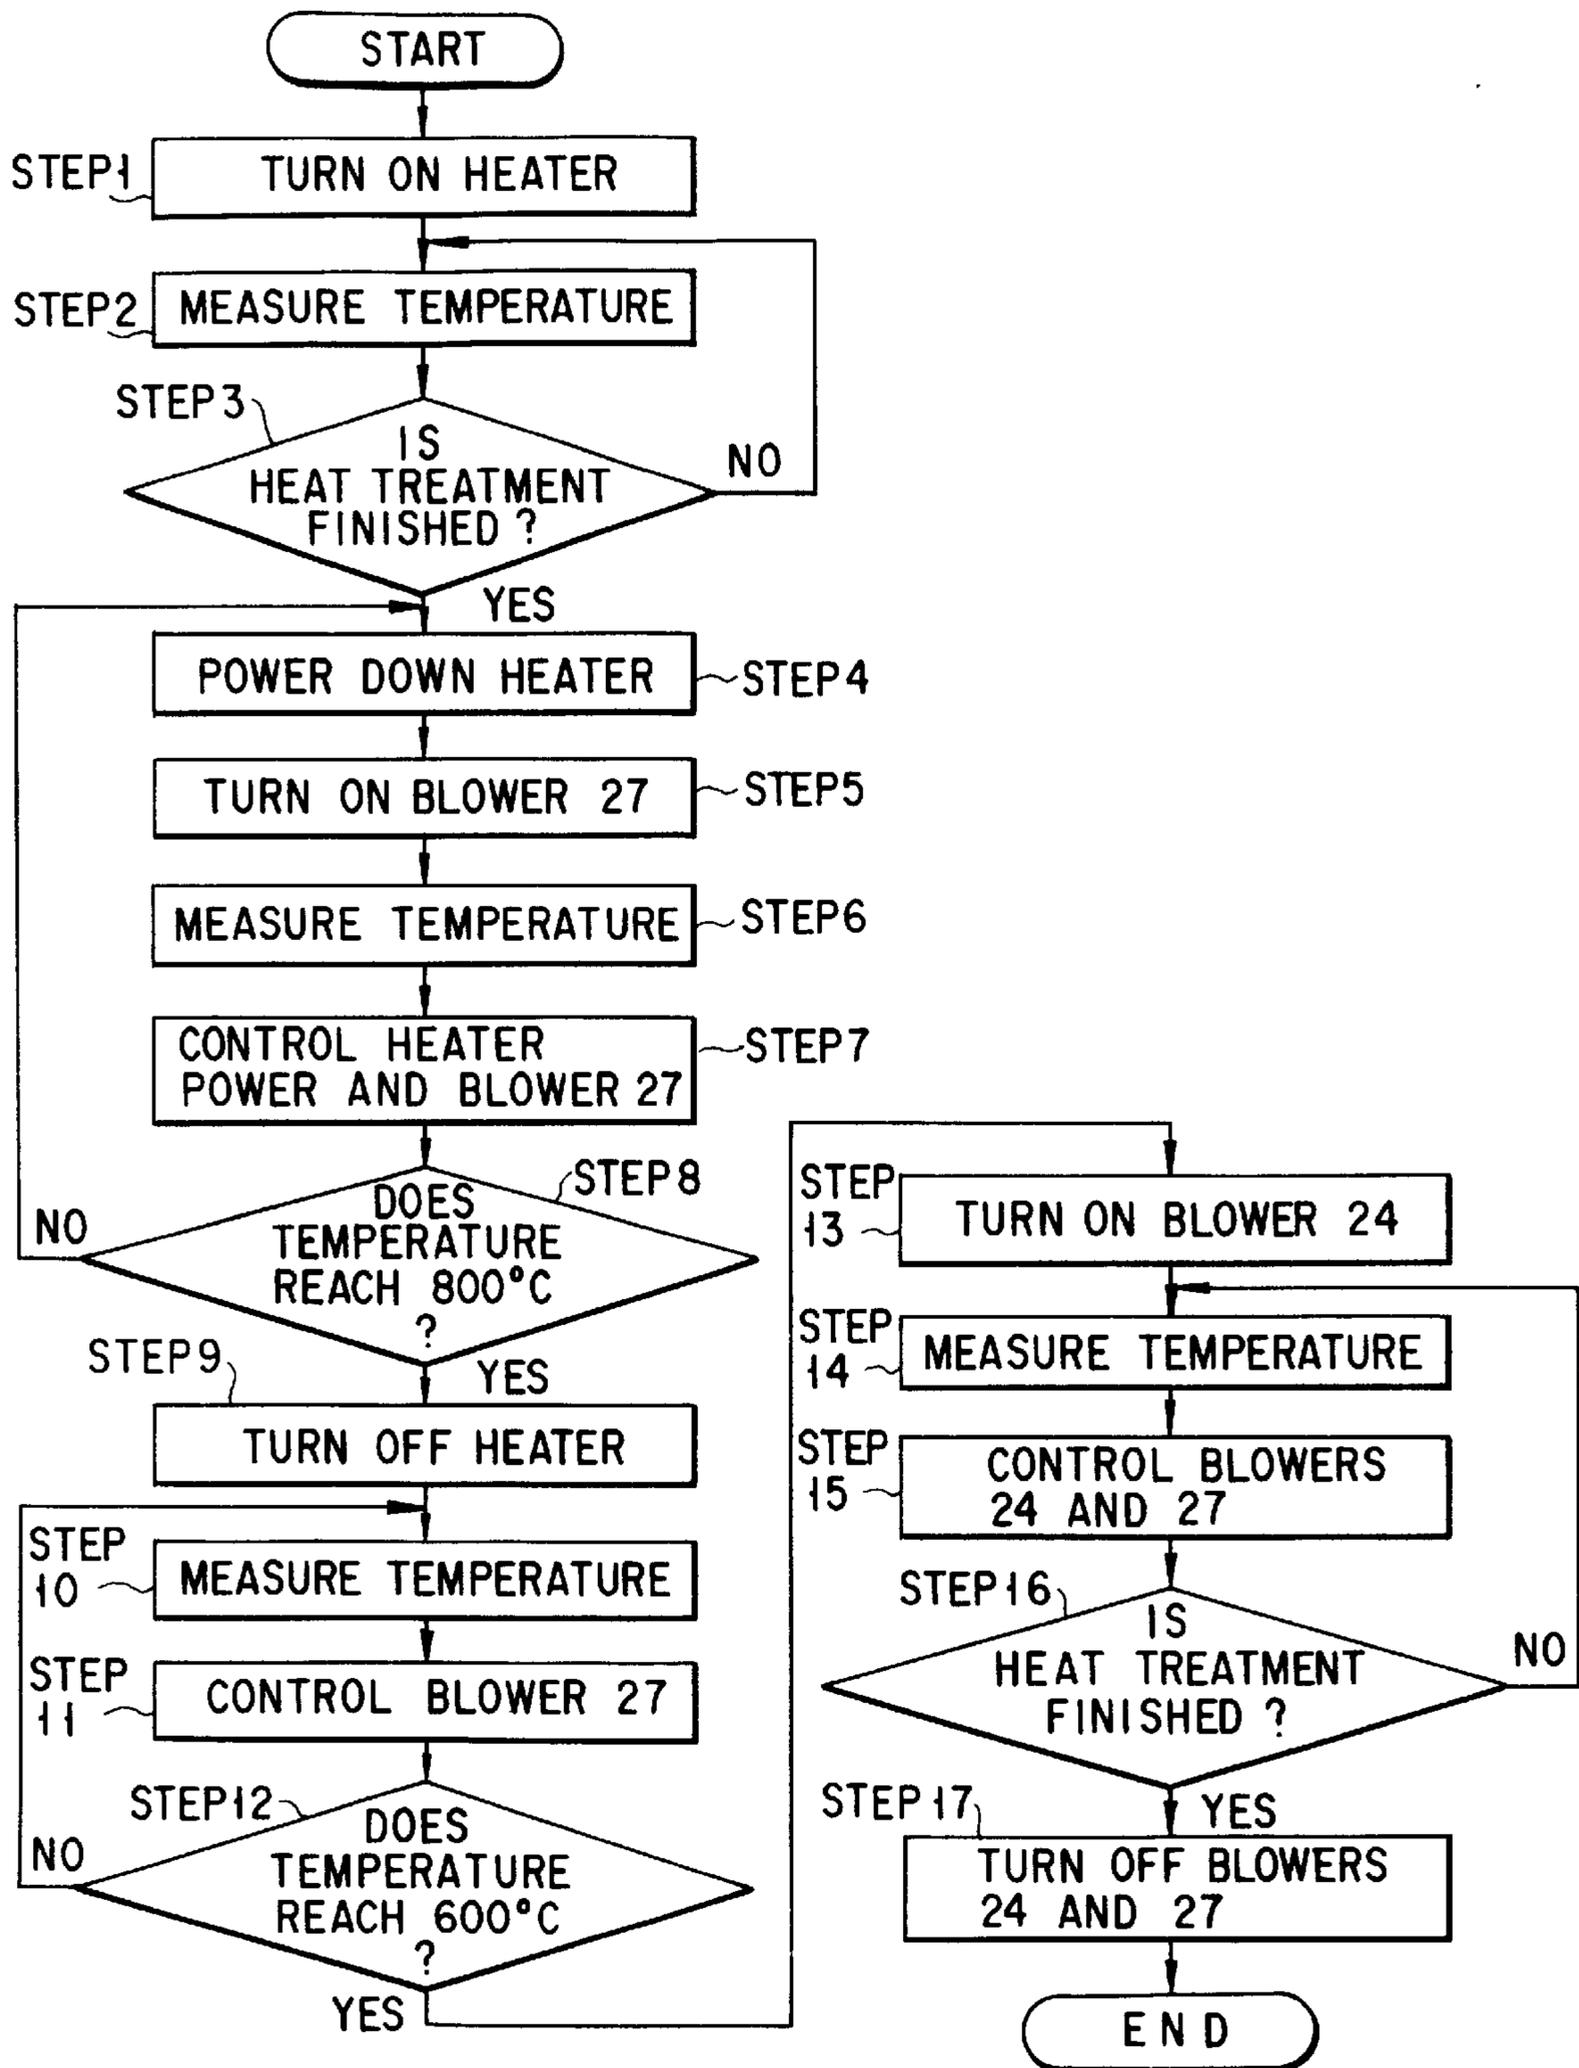 START
STEP1
TURN ON HEATER
STEP2
MEASURE TEMPERATURE
STEP3
IS
HEAT TREATMENT
FINISHED ?
NO
YES
POWER DOWN HEATER
STEP4
TURN ON BLOWER 27
STEP5
MEASURE TEMPERATURE
STEP6
CONTROL HEATER
POWER AND BLOWER 27
STEP7
STEP8
DOES
TEMPERATURE
REACH 800°C
?
NO
YES
STEP9
TURN OFF HEATER
STEP
10
MEASURE TEMPERATURE
STEP
11
CONTROL BLOWER 27
STEP12
DOES
TEMPERATURE
REACH 600°C
?
NO
YES
STEP
13
TURN ON BLOWER 24
STEP
14
MEASURE TEMPERATURE
STEP
15
CONTROL BLOWERS
24 AND 27
STEP16
IS
HEAT TREATMENT
FINISHED ?
NO
YES
STEP17
TURN OFF BLOWERS
24 AND 27
END